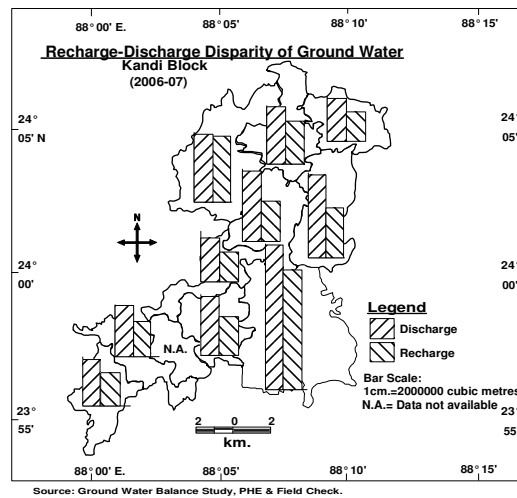 88° 00' E.
88° 05'
88° 10'
88° 15'
Recharge-Discharge Disparity of Ground Water
Kandi Block
(2006-07)
24°
05' N
24°
05'
N
24°
00'
24°
00'
Legend
Discharge
Recharge
N.A.
Bar Scale:
1cm.=2000000 cubic metres
N.A.= Data not available
23°
55'
23°
55'
2 0 2
km.
88° 00' E.
88° 05'
88° 10'
88° 15'
Source: Ground Water Balance Study, PHE & Field Check.